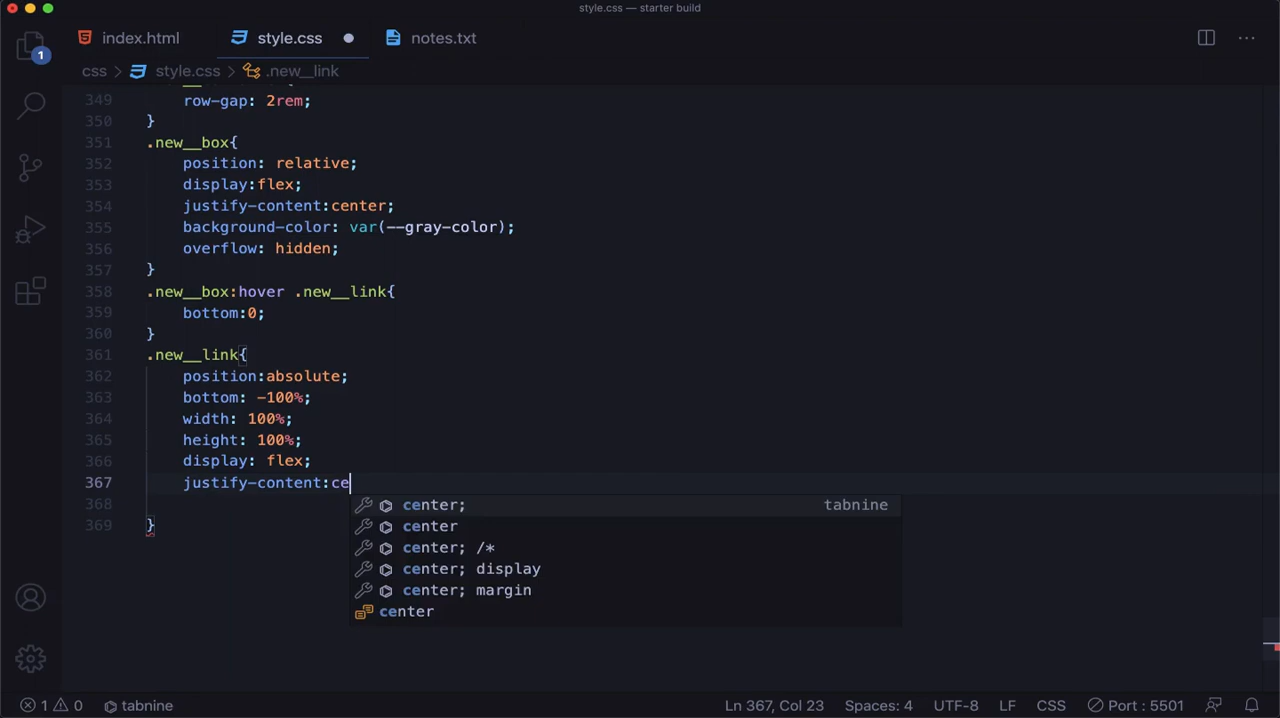 style.css — starter build
index.html
style.css
notes.txt
1
css > style.css > .new__link
349 row-gap: 2rem;
350 }
351 .new__box{
352 position: relative;
353 display:flex;
354 justify-content:center;
355 background-color: var(--gray-color);
356 overflow: hidden;
357 }
358 .new__box:hover .new__link{
359 bottom:0;
360 }
361 .new__link{
362 position:absolute;
363 bottom: -100%;
364 width: 100%;
365 height: 100%;
366 display: flex;
367 justify-content:ce
368
369 }
center; tabnine
center
center; /*
center; display
center; margin
center
1 0 tabnine Ln 367, Col 23 Spaces: 4 UTF-8 LF CSS Port : 5501